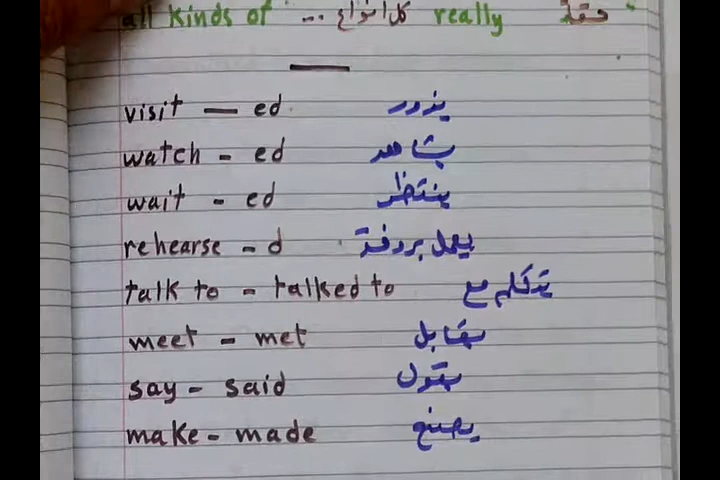 all kinds of ... كل انواع really حقة
visit — ed يزور
watch - ed يشاهد
wait - ed ينتظر
rehearse - d يعمل بروفة
talk to - talked to يتكلم مع
meet - met يقابل
say - said يقول
make - made يصنع